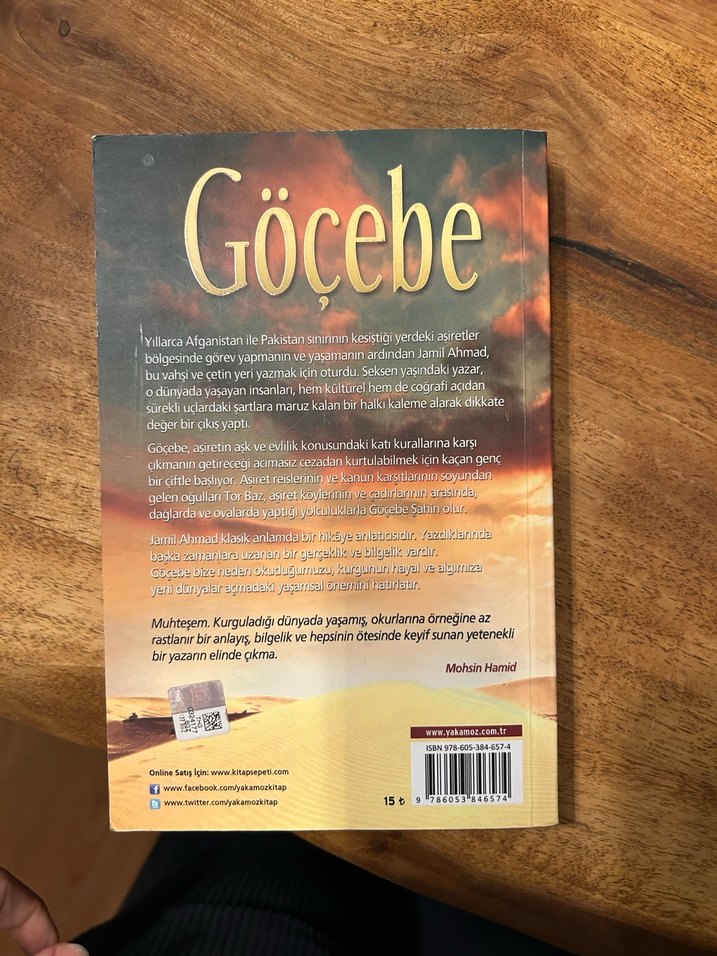 Göçebe
Yıllarca Afganistan ile Pakistan sınırının kesiştiği yerdeki aşiretler
bölgesinde görev yapmanın ve yaşamanın ardından Jamil Ahmad,
bu vahşi ve çetin yeri yazmak için oturdu. Seksen yaşındaki yazar,
o dünyada yaşayan insanları, hem kültürel hem de coğrafi açıdan
sürekli uçlardaki şartlara maruz kalan bir halkı kaleme alarak dikkate
değer bir çıkış yaptı.
Göçebe, aşiretin aşk ve evlilik konusundaki katı kurallarına karşı
çıkmanın getireceği acımasız cezadan kurtulabilmek için kaçan genç
bir çiftle başlıyor. Aşiret reislerinin ve kanun karşıtlarının soyundan
gelen oğulları Tor Baz, aşiret köylerinin ve çadırlarının arasında,
dağlarda ve ovalarda yaptığı yolculuklarla Göçebe Şahin olur.
Jamil Ahmad klasik anlamda bir hikâye anlatıcısıdır. Yazdıklarında
başka zamanlara uzanan bir gerçeklik ve bilgelik vardır.
Göçebe bize neden okuduğumuzu, kurgunun hayal ve algımıza
yeni dünyalar açmadaki yaşamsal önemini hatırlatır.
Muhteşem. Kurguladığı dünyada yaşamış, okurlarına örneğine az
rastlanır bir anlayış, bilgelik ve hepsinin ötesinde keyif sunan yetenekli
bir yazarın elinde çıkma.
Mohsin Hamid
www.yakamoz.com.tr
ISBN 978-605-384-657-4
9 786053 846574
15 ₺
Online Satış İçin: www.kitapsepeti.com
www.facebook.com/yakamozkitap
www.twitter.com/yakamozkitap